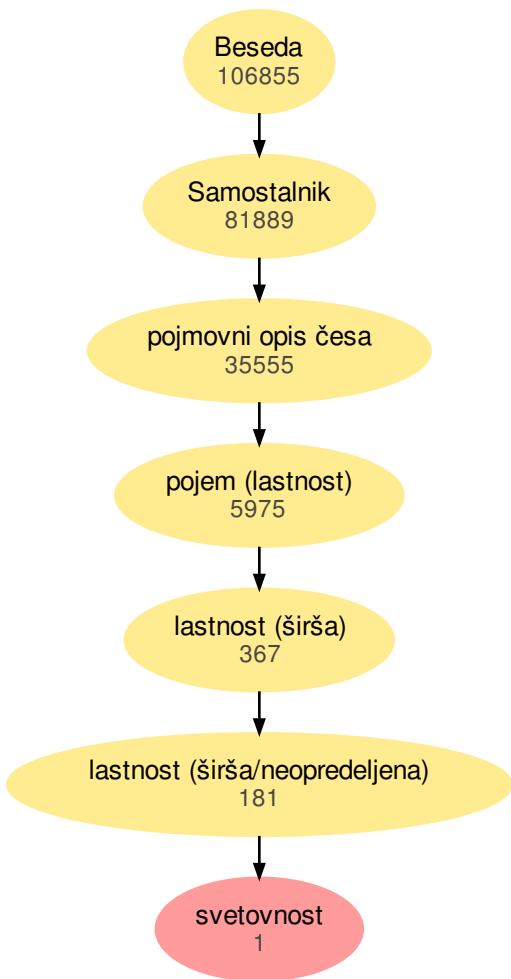 Beseda
106855
Samostalnik
81889
pojmovni opis česa
35555
pojem (lastnost)
5975
lastnost (širša)
367
lastnost (širša/neopredeljena)
181
svetovnost
1